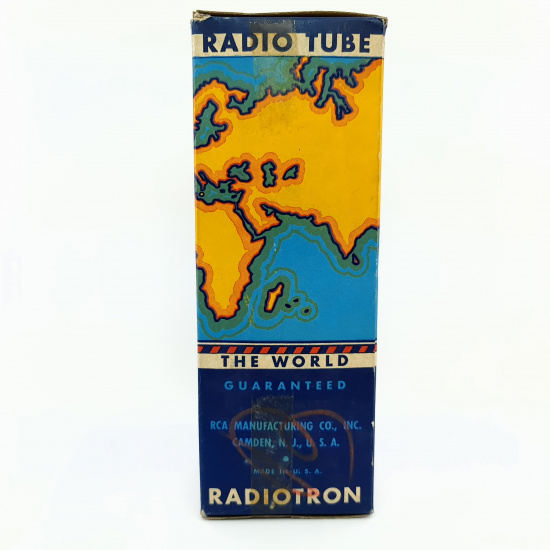 RADIO TUBE
THE WORLD
GUARANTEED
RCA MANUFACTURING CO., INC.
CAMDEN, N. J., U. S. A.
MADE IN U. S. A.
RADIOTRON